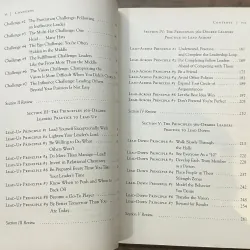 Contents
Challenge #2 The Performance Challenge: Following
an Ineffective Leader
Challenge #3 The Multi-Hat Challenge: One
Head . . . Many Hats
Challenge #4 The Ego Challenge: You're Often
Hidden in the Middle
Challenge #5 The Fulfillment Challenge: Leaders
Like the Front More Than the Middle
Challenge #6 The Vision Challenge: Championing the
Vision Is More Difficult When You Didn't Create It
Challenge #7 The Influence Challenge: Leading Others
Beyond Your Position Is Not Easy
Section II Review
Section III The Principles 360-Degree
Leaders Practice to Lead Up
Lead-Up Principle #1 Lead Yourself Exceptionally Well
Lead-Up Principle #2 Lighten Your Leader's Load
Lead-Up Principle #3 Be Willing to Do What
Others Won't
Lead-Up Principle #4 Do More Than Manage—Lead!
Lead-Up Principle #5 Invest in Relational Chemistry
Lead-Up Principle #6 Be Prepared Every Time You Take
Your Leader's Time
Lead-Up Principle #7 Know When to Push and When to
Back Off
Lead-Up Principle #8 Become a Go-To Player
Lead-Up Principle #9 Be Better Tomorrow Than You
Are Today
Section III Review
Contents
Section IV The Principles 360-Degree Leaders
Practice to Lead Across
Lead-Across Principle #1 Understand, Practice,
and Complete the Leadership Loop
Lead-Across Principle #2 Put Completing Fellow Leaders
Ahead of Competing
Lead-Across Principle #3 Be a Friend
Lead-Across Principle #4 Avoid Office Politics
Lead-Across Principle #5 Expand Your Circle of
Acquaintances
Lead-Across Principle #6 Let the Best Idea Win
Lead-Across Principle #7 Don't Pretend You're Perfect
Section IV Review
Section V The Principles 360-Degree Leaders
Practice to Lead Down
Lead-Down Principle #1 Walk Slowly Through
the Halls
Lead-Down Principle #2 See Everyone As a "10"
Lead-Down Principle #3 Develop Each Team Member
As a Person
Lead-Down Principle #4 Place People in Their
Strength Zones
Lead-Down Principle #5 Model the Behavior
You Desire
Lead-Down Principle #6 Transfer the Vision
Lead-Down Principle #7 Reward for Results
Section V Review